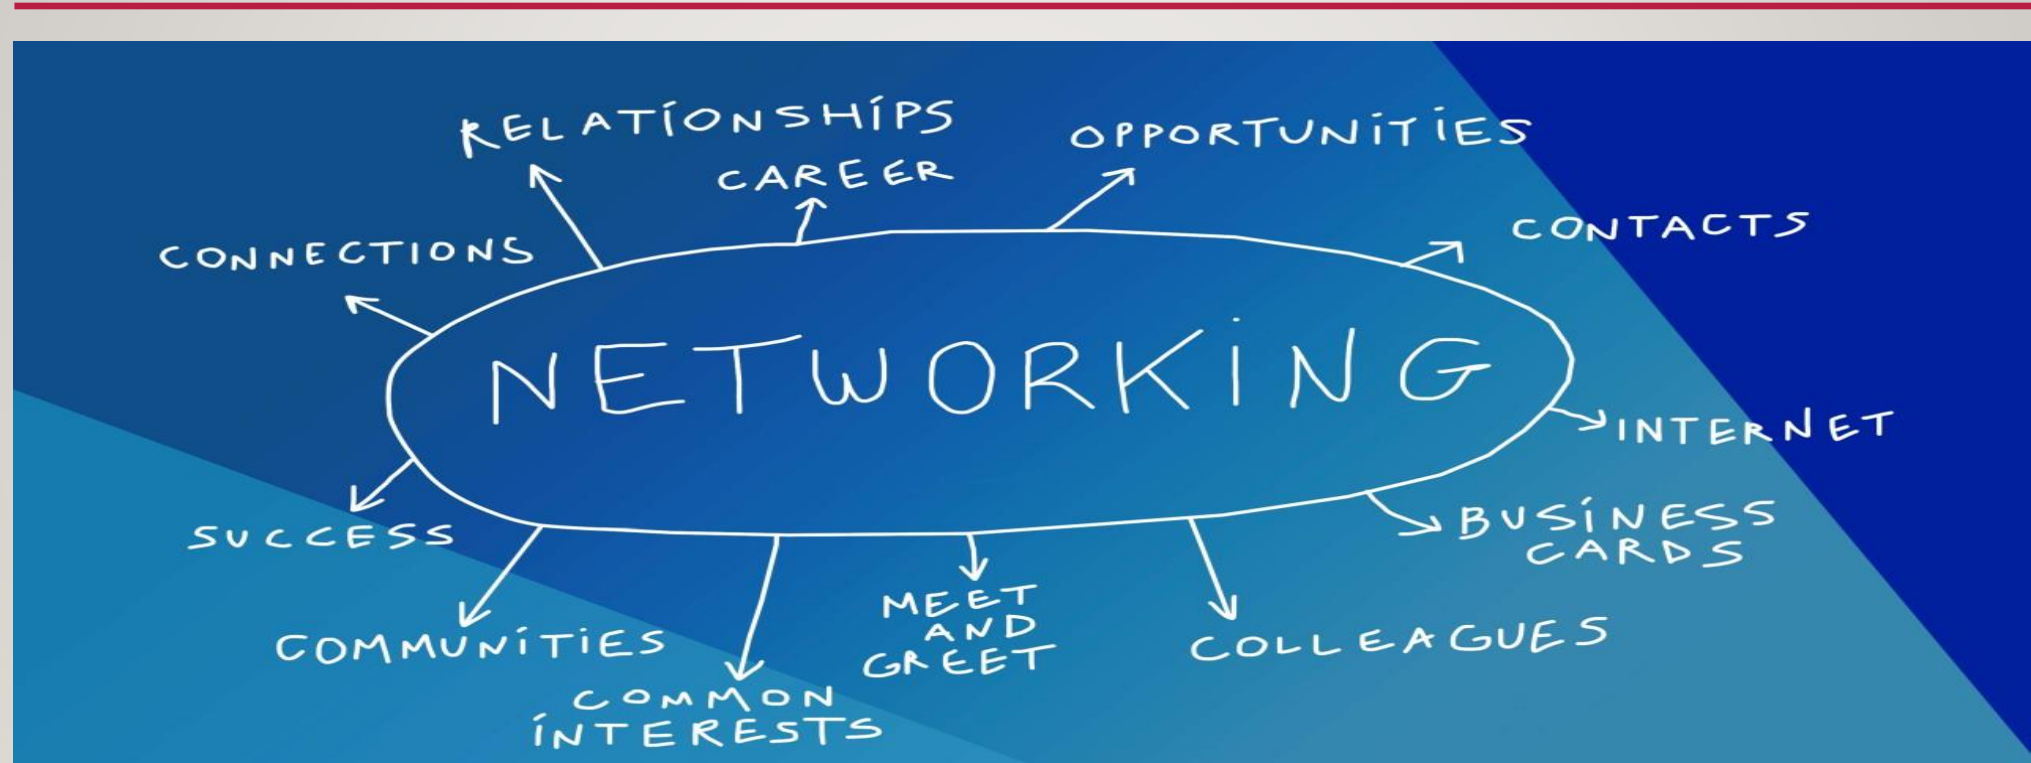 RELATIONSHIPS
CAREER
OPPORTUNITIES
CONTACTS
CONNECTIONS
NETWORKING
INTERNET
SUCCESS
BUSINESS
CARDS
COMMUNITIES
MEET
AND
GREET
COLLEAGUES
COMMON
INTERESTS